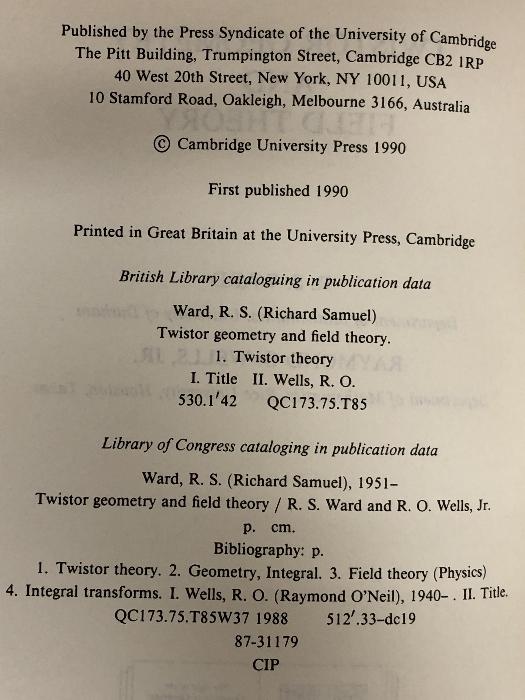 Published by the Press Syndicate of the University of Cambridge
The Pitt Building, Trumpington Street, Cambridge CB2 1RP
40 West 20th Street, New York, NY 10011, USA
10 Stamford Road, Oakleigh, Melbourne 3166, Australia
© Cambridge University Press 1990
First published 1990
Printed in Great Britain at the University Press, Cambridge
British Library cataloguing in publication data
Ward, R. S. (Richard Samuel)
Twistor geometry and field theory.
1. Twistor theory
I. Title II. Wells, R. O.
530.1′42 QC173.75.T85
Library of Congress cataloging in publication data
Ward, R. S. (Richard Samuel), 1951–
Twistor geometry and field theory / R. S. Ward and R. O. Wells, Jr.
p. cm.
Bibliography: p.
1. Twistor theory. 2. Geometry, Integral. 3. Field theory (Physics)
4. Integral transforms. I. Wells, R. O. (Raymond O'Neil), 1940– . II. Title.
QC173.75.T85W37 1988 512′.33–dc19
87-31179
CIP